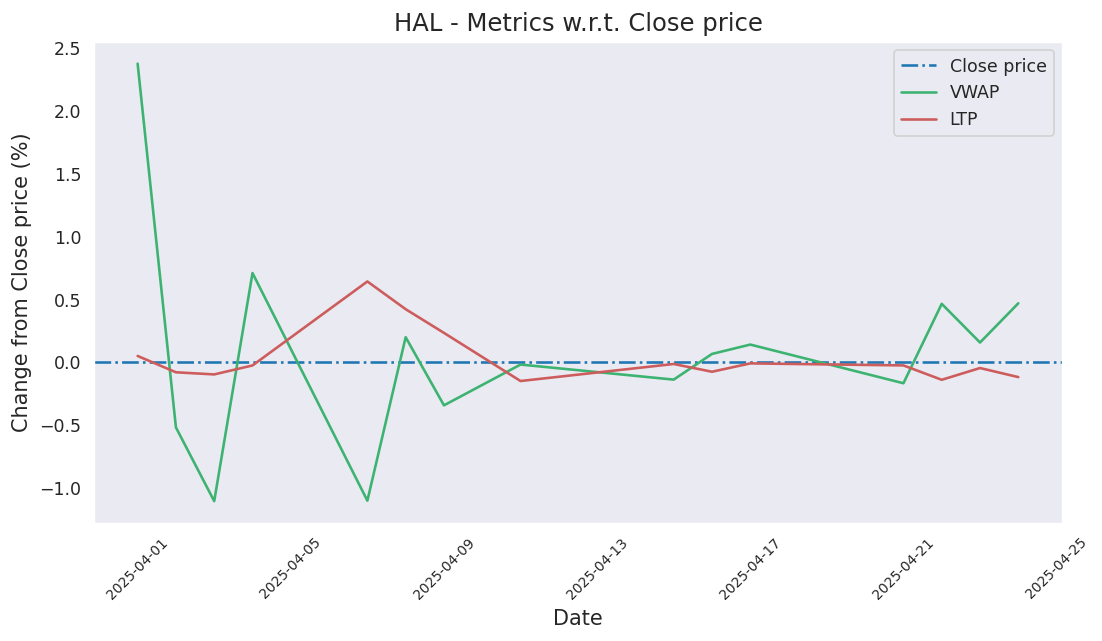 HAL - Metrics w.r.t. Close price
Change from Close price (%)
2.5
2.0
1.5
1.0
0.5
0.0
−0.5
−1.0
Close price
VWAP
LTP
2025-04-01
2025-04-05
2025-04-09
2025-04-13
2025-04-17
2025-04-21
2025-04-25
Date